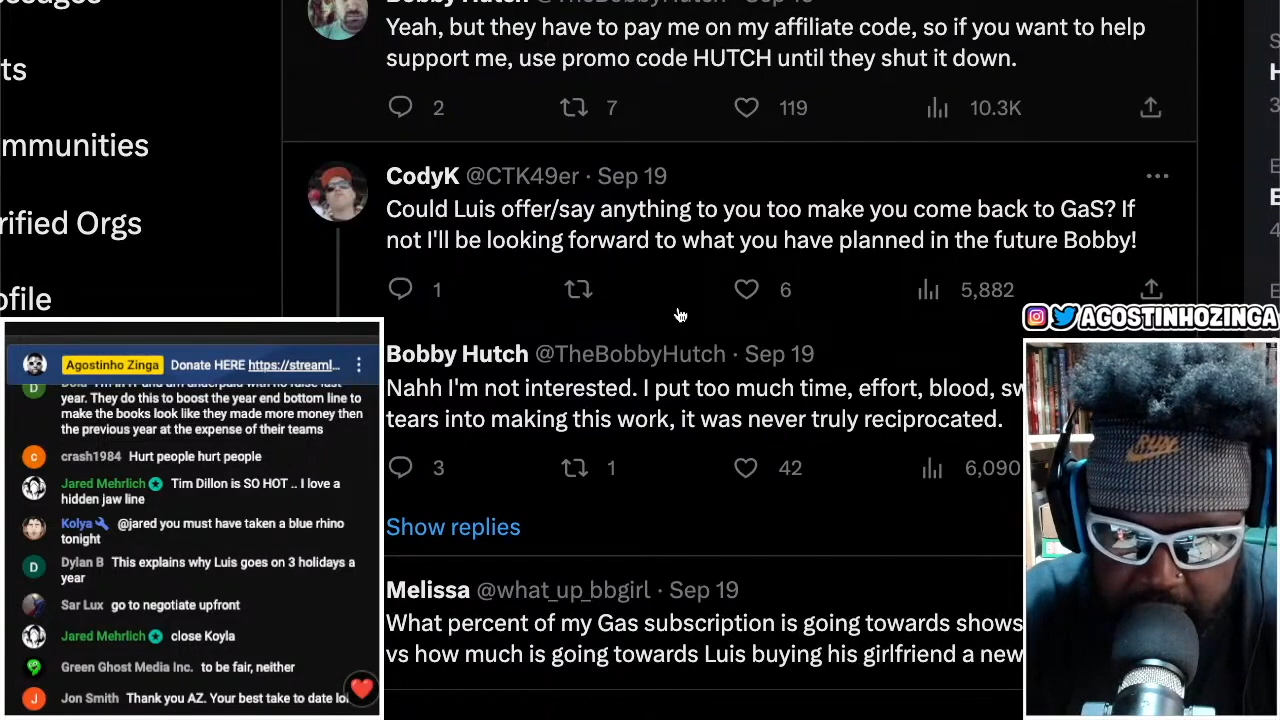 Bobby Hutch @TheBobbyHutch · Sep 19
Yeah, but they have to pay me on my affiliate code, so if you want to help
support me, use promo code HUTCH until they shut it down.
2 7 119 10.3K
ts
mmunities
rified Orgs
ofile
CodyK @CTK49er · Sep 19
Could Luis offer/say anything to you too make you come back to GaS? If
not I'll be looking forward to what you have planned in the future Bobby!
1 6 5,882
AGOSTINHOZINGA
Bobby Hutch @TheBobbyHutch · Sep 19
Nahh I'm not interested. I put too much time, effort, blood, sw
tears into making this work, it was never truly reciprocated.
3 1 42 6,090
Show replies
Melissa @what_up_bbgirl · Sep 19
What percent of my Gas subscription is going towards shows
vs how much is going towards Luis buying his girlfriend a new
Agostinho Zinga Donate HERE https://streaml...
year. They do this to boost the year end bottom line to
make the books look like they made more money then
the previous year at the expense of their teams
crash1984 Hurt people hurt people
Jared Mehrlich Tim Dillon is SO HOT .. I love a
hidden jaw line
Kolya @jared you must have taken a blue rhino
tonight
Dylan B This explains why Luis goes on 3 holidays a
year
Sar Lux go to negotiate upfront
Jared Mehrlich close Koyla
Green Ghost Media Inc. to be fair, neither
Jon Smith Thank you AZ. Your best take to date lol
RUN